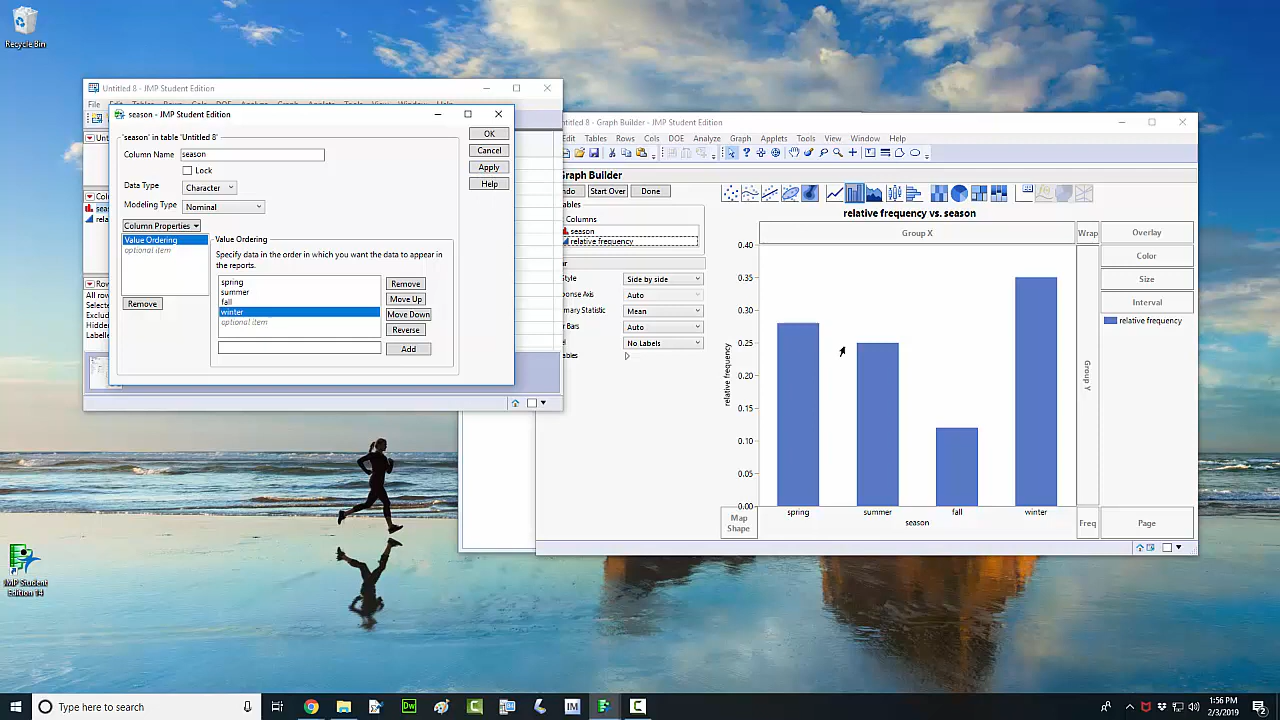 Recycle Bin
Untitled 8 - JMP Student Edition
season - JMP Student Edition
'season' in table 'Untitled 8'
Column Name season
Lock
Data Type Character
Modeling Type Nominal
Column Properties
Value Ordering
optional item
Remove
Value Ordering
Specify data in the order in which you want the data to appear in
the reports.
spring
summer
fall
winter
optional item
Remove
Move Up
Move Down
Reverse
Add
OK
Cancel
Apply
Help
File
8 - Graph Builder - JMP Student Edition
Tables Rows Cols DOE Analyze Graph Applets Tools View Window Help
Graph Builder
Start Over Done
Columns
season
relative frequency
Style Side by side
Auto
Statistic Mean
Bars Auto
No Labels
relative frequency vs. season
Group X
Wrap
Overlay
Color
Size
Interval
relative frequency
0.40
0.35
0.30
0.25
0.20
0.15
0.10
0.05
0.00
relative frequency
Group Y
spring summer fall winter
season
Map
Shape
Freq
Page
JMP Student
Edition 14
Type here to search
Dw
IM
1:56 PM
2/3/2019